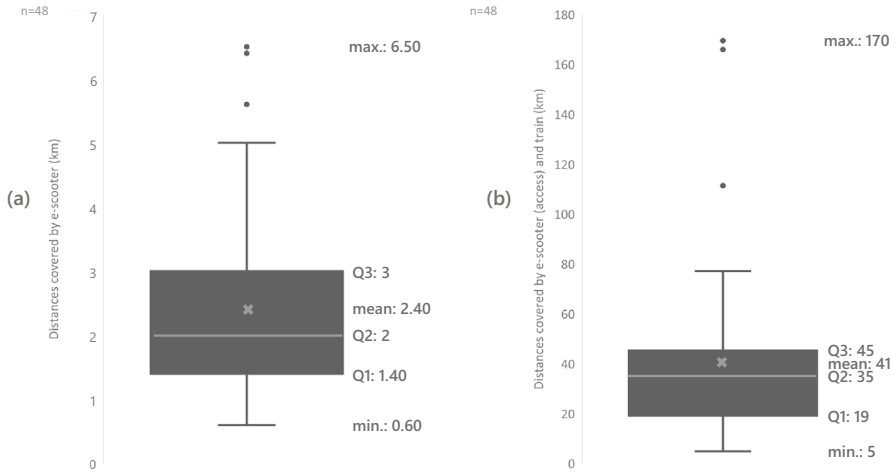 n=48
(a)
Distances covered by e-scooter (km)
7
6
5
4
3
2
1
0
max.: 6.50
Q3: 3
mean: 2.40
Q2: 2
Q1: 1.40
min.: 0.60
n=48
(b)
Distances covered by e-scooter (access) and train (km)
180
160
140
120
100
80
60
40
20
0
max.: 170
Q3: 45
mean: 41
Q2: 35
Q1: 19
min.: 5